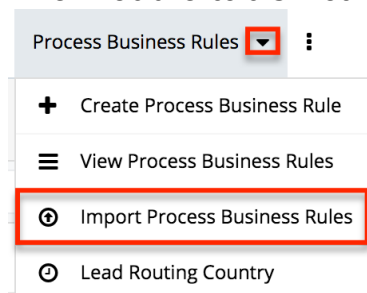 Process Business Rules
Create Process Business Rule
View Process Business Rules
Import Process Business Rules
Lead Routing Country